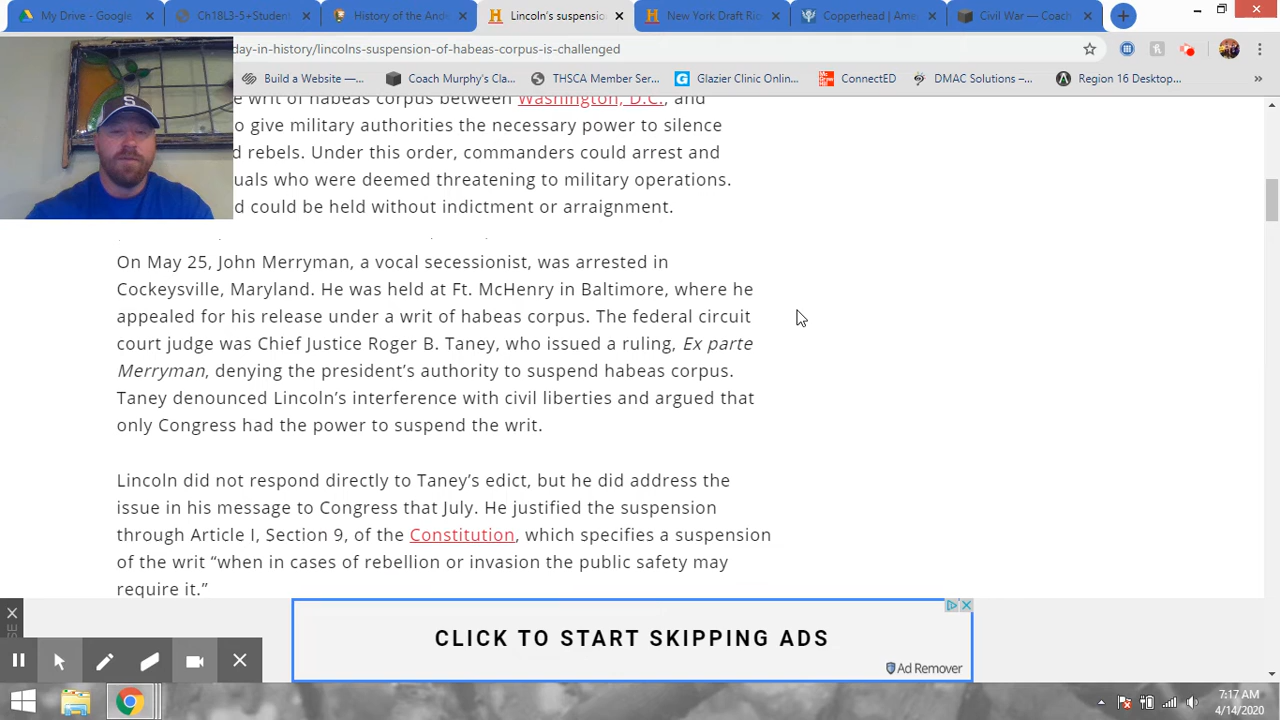 My Drive - Google
Ch18L3-5+Student
History of the Angl
Lincoln's suspensio
New York Draft Rio
Copperhead | Ame
Civil War — Coach
day-in-history/lincolns-suspension-of-habeas-corpus-is-challenged
Build a Website —...
Coach Murphy's Cla...
THSCA Member Ser...
Glazier Clinic Onlin...
ConnectED
DMAC Solutions –...
Region 16 Desktop...
e writ of habeas corpus between Washington, D.C., and
o give military authorities the necessary power to silence
d rebels. Under this order, commanders could arrest and
uals who were deemed threatening to military operations.
d could be held without indictment or arraignment.
On May 25, John Merryman, a vocal secessionist, was arrested in
Cockeysville, Maryland. He was held at Ft. McHenry in Baltimore, where he
appealed for his release under a writ of habeas corpus. The federal circuit
court judge was Chief Justice Roger B. Taney, who issued a ruling, Ex parte
Merryman, denying the president's authority to suspend habeas corpus.
Taney denounced Lincoln's interference with civil liberties and argued that
only Congress had the power to suspend the writ.
Lincoln did not respond directly to Taney's edict, but he did address the
issue in his message to Congress that July. He justified the suspension
through Article I, Section 9, of the Constitution, which specifies a suspension
of the writ “when in cases of rebellion or invasion the public safety may
require it.”
CLICK TO START SKIPPING ADS
Ad Remover
7:17 AM
4/14/2020